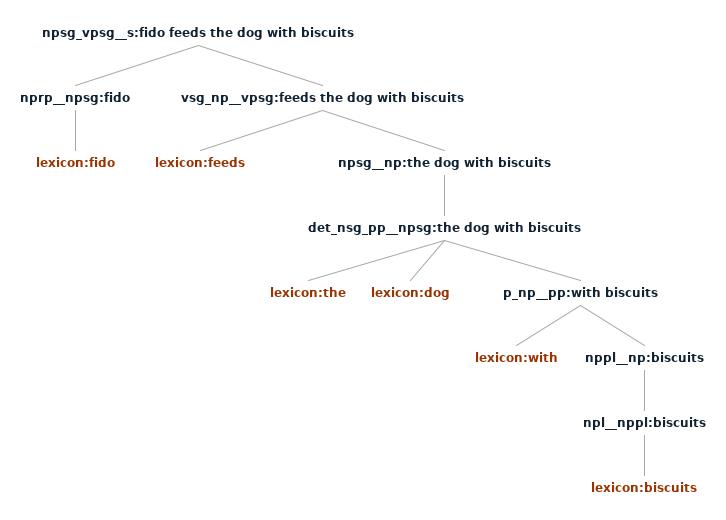 npsg_vpsg__s:fido feeds the dog with biscuits
nprp__npsg:fido vsg_np__vpsg:feeds the dog with biscuits
lexicon:fido lexicon:feeds npsg__np:the dog with biscuits
det_nsg_pp__npsg:the dog with biscuits
lexicon:the lexicon:dog p_np__pp:with biscuits
lexicon:with nppl__np:biscuits
npl__nppl:biscuits
lexicon:biscuits